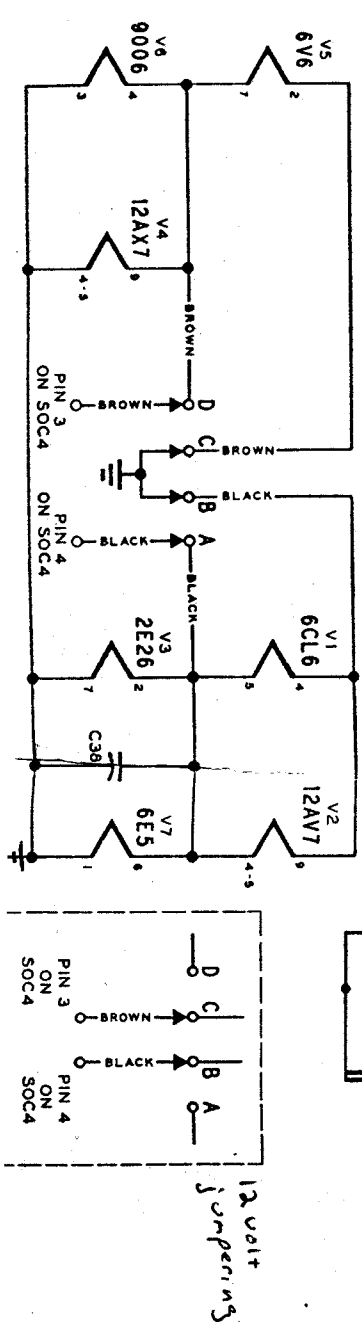 V5
6V6
7
2
V6
9006
3
4
V4
12AX7
4-5
9
BROWN
D
BROWN
PIN 3
ON SOC4
C
BROWN
B
BLACK
A
BLACK
PIN 4
ON SOC4
BLACK
V1
6CL6
5
4
V3
2E26
7
2
C38
V2
12AV7
4-5
9
V7
6E5
1
6
D
C
BROWN
PIN 3
ON
SOC4
B
BLACK
A
PIN 4
ON
SOC4
12 volt
jumpering